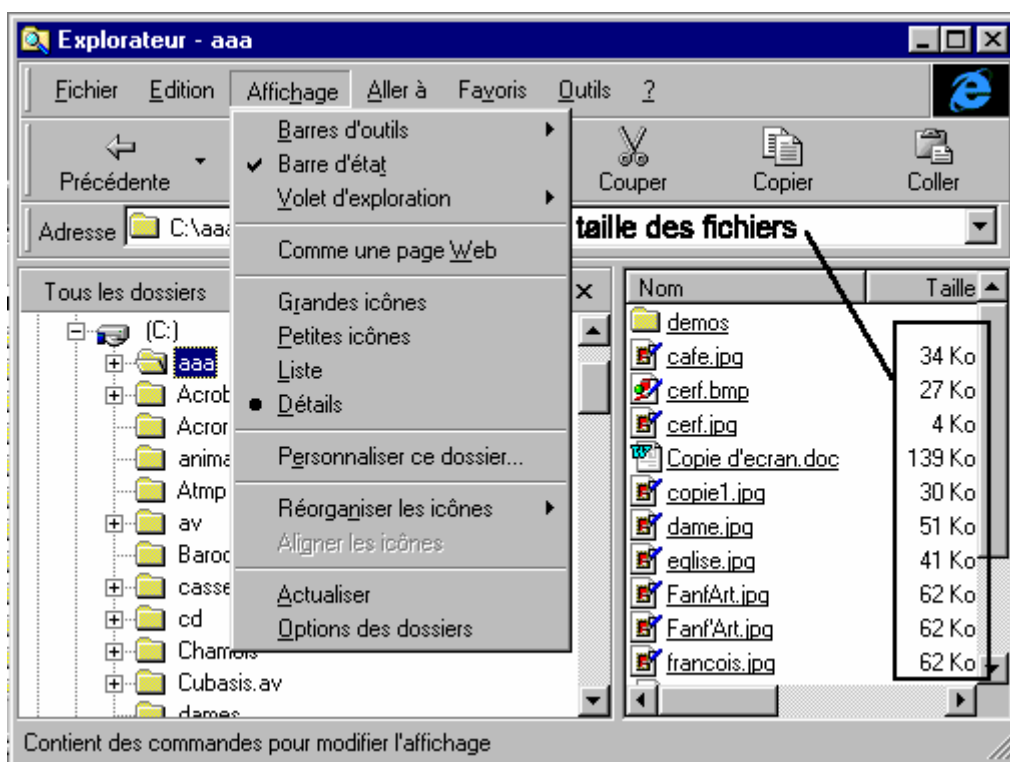 Explorateur - aaa
Fichier Edition Affichage Aller à Favoris Outils ?
Précédente Couper Copier Coller
Adresse C:\aaa taille des fichiers
Barres d'outils
Barre d'état
Volet d'exploration
Comme une page Web
Grandes icônes
Petites icônes
Liste
Détails
Personnaliser ce dossier...
Réorganiser les icônes
Aligner les icônes
Actualiser
Options des dossiers
Tous les dossiers
(C:)
aaa
Acrob
Acror
anima
Atmp
av
Baroq
casse
cd
Chamois
Cubasis.av
dames
Nom Taille
demos
cafe.jpg 34 Ko
cerf.bmp 27 Ko
cerf.jpg 4 Ko
Copie d'ecran.doc 139 Ko
copie1.jpg 30 Ko
dame.jpg 51 Ko
eglise.jpg 41 Ko
FanfArt.jpg 62 Ko
Fanf'Art.jpg 62 Ko
francois.jpg 62 Ko
Contient des commandes pour modifier l'affichage